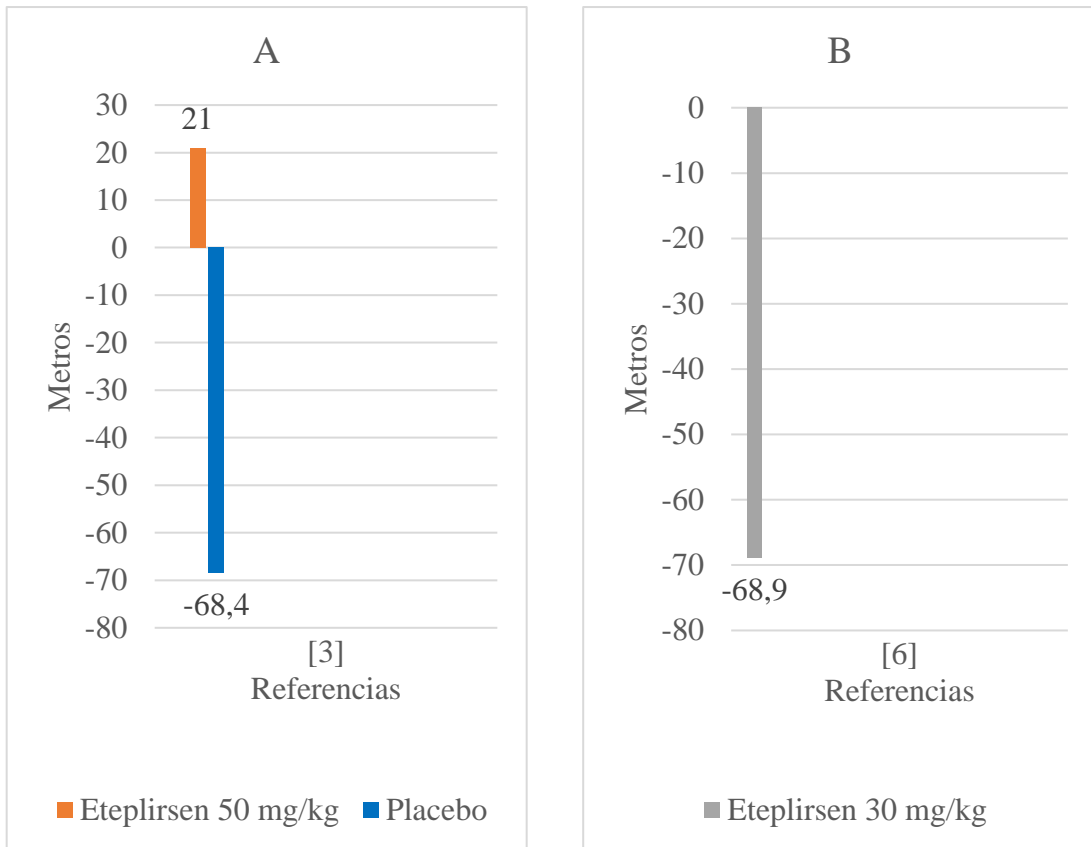 A
30
21
20
10
0
-10
-20
-30
-40
-50
-60
-70
-80
Metros
-68,4
[3]
Referencias
Eteplirsen 50 mg/kg
Placebo
B
0
-10
-20
-30
-40
-50
-60
-70
-80
Metros
-68,9
[6]
Referencias
Eteplirsen 30 mg/kg